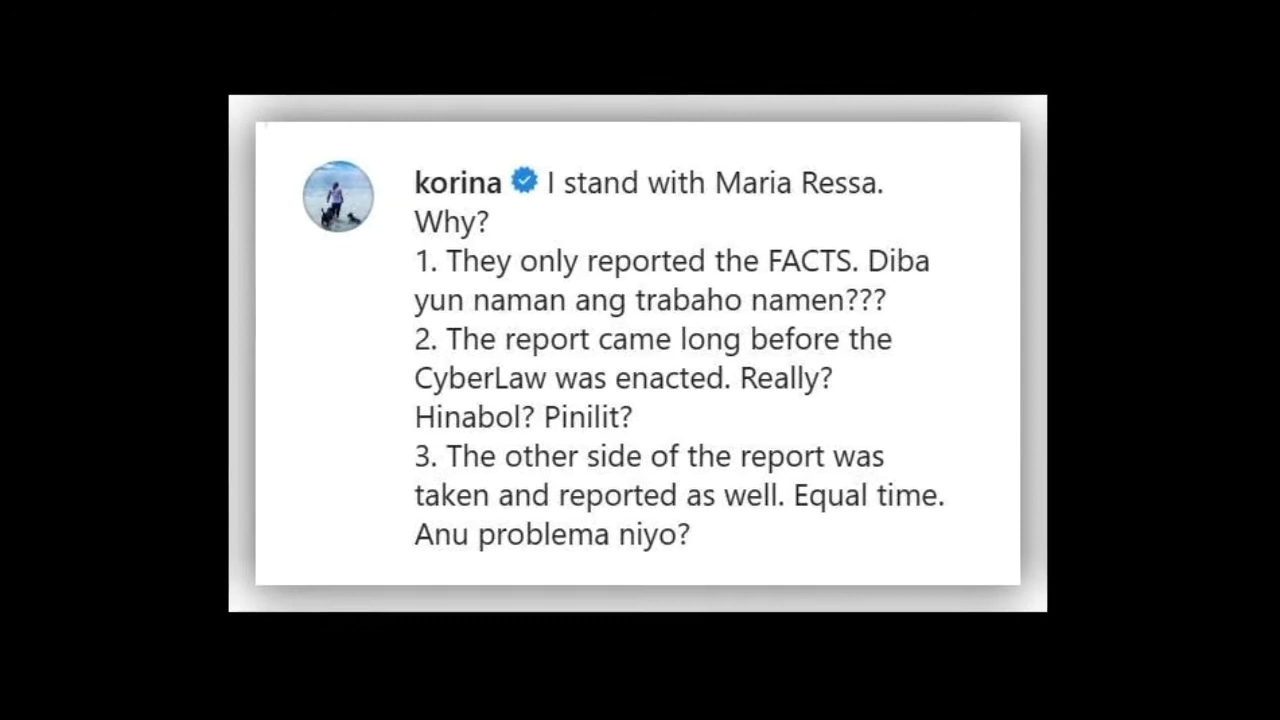 korina I stand with Maria Ressa.
Why?
1. They only reported the FACTS. Diba
yun naman ang trabaho namen???
2. The report came long before the
CyberLaw was enacted. Really?
Hinabol? Pinilit?
3. The other side of the report was
taken and reported as well. Equal time.
Anu problema niyo?